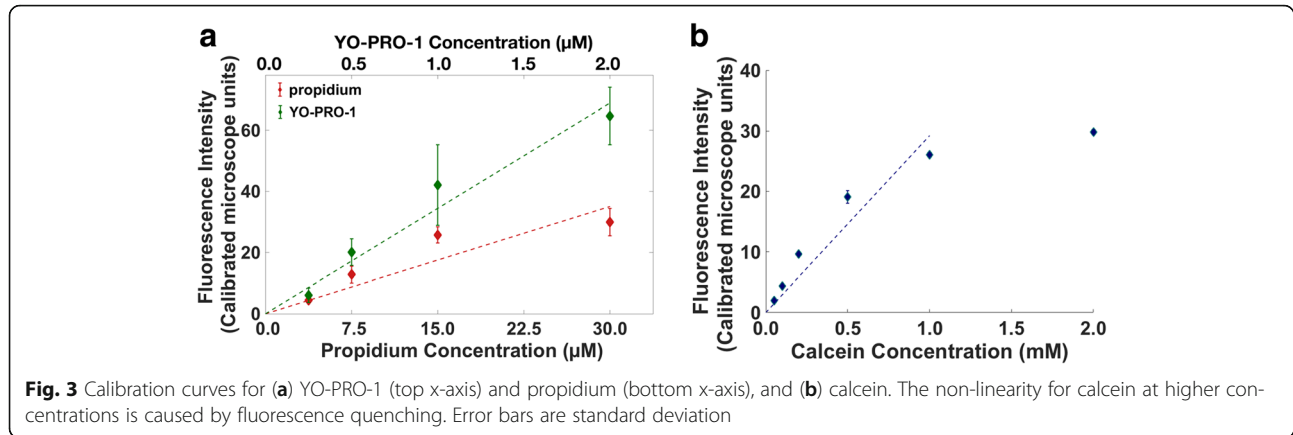 a
YO-PRO-1 Concentration (µM)
0.0 0.5 1.0 1.5 2.0
Fluorescence Intensity
(Calibrated microscope units)
60
40
20
0
propidium
YO-PRO-1
0.0 7.5 15.0 22.5 30.0
Propidium Concentration (µM)
b
Fluorescence Intensity
(Calibrated microscope units)
40
30
20
10
0
0.0 0.5 1.0 1.5 2.0
Calcein Concentration (mM)
Fig. 3 Calibration curves for (a) YO-PRO-1 (top x-axis) and propidium (bottom x-axis), and (b) calcein. The non-linearity for calcein at higher con-
centrations is caused by fluorescence quenching. Error bars are standard deviation